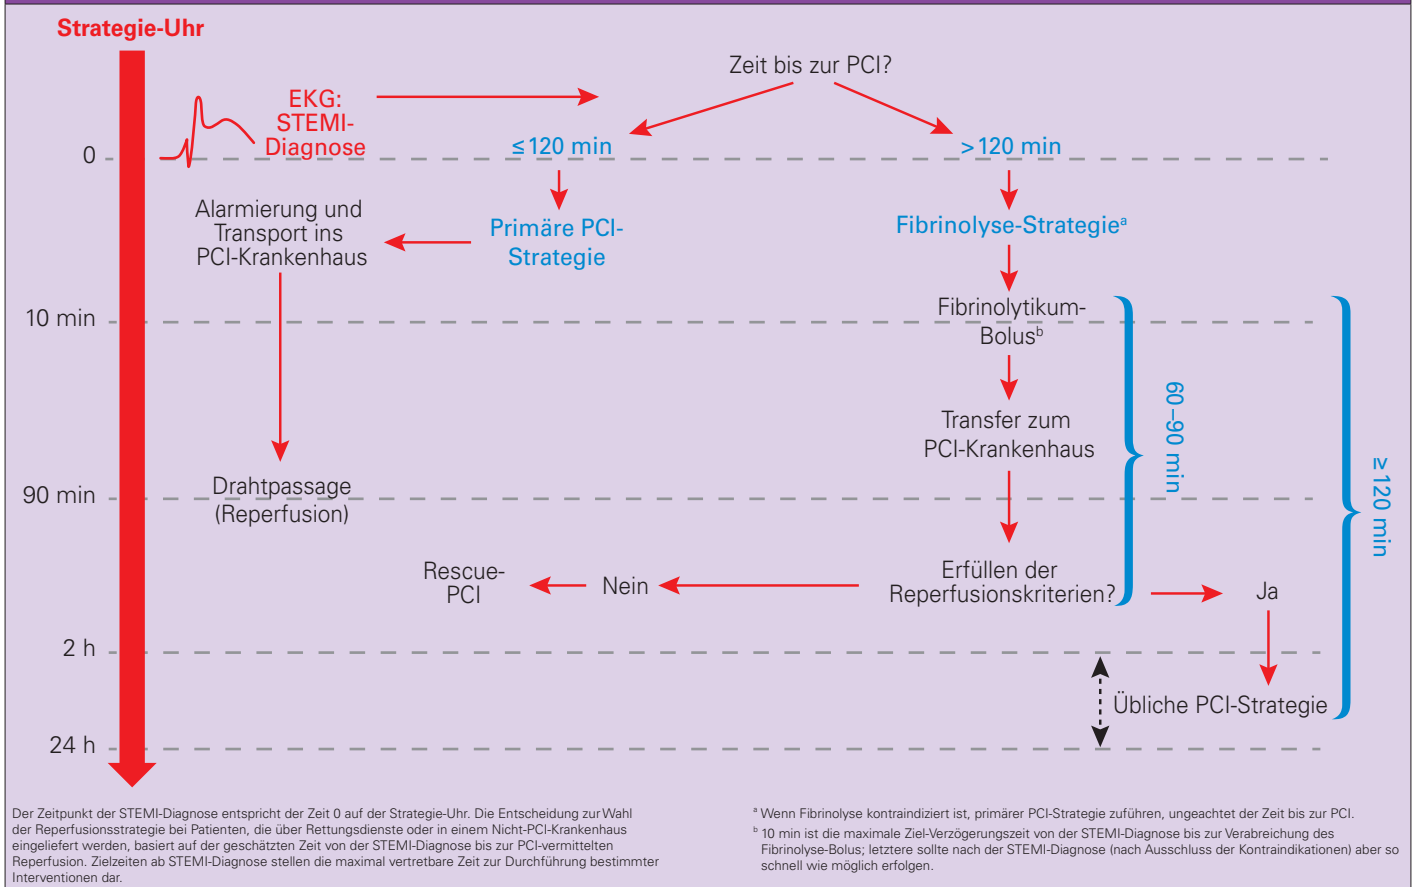 Strategie-Uhr
Zeit bis zur PCI?
EKG:
STEMI-
Diagnose
≤ 120 min
> 120 min
0
Alarmierung und
Transport ins
PCI-Krankenhaus
Primäre PCI-
Strategie
Fibrinolyse-Strategieᵃ
10 min
Fibrinolytikum-
Bolusᵇ
Transfer zum
PCI-Krankenhaus
60–90 min
≥ 120 min
90 min
Drahtpassage
(Reperfusion)
Rescue-
PCI
Nein
Erfüllen der
Reperfusionskriterien?
Ja
2 h
Übliche PCI-Strategie
24 h
Der Zeitpunkt der STEMI-Diagnose entspricht der Zeit 0 auf der Strategie-Uhr. Die Entscheidung zur Wahl
der Reperfusionsstrategie bei Patienten, die über Rettungsdienste oder in einem Nicht-PCI-Krankenhaus
eingeliefert werden, basiert auf der geschätzten Zeit von der STEMI-Diagnose bis zur PCI-vermittelten
Reperfusion. Zielzeiten ab STEMI-Diagnose stellen die maximal vertretbare Zeit zur Durchführung bestimmter
Interventionen dar.
ᵃ Wenn Fibrinolyse kontraindiziert ist, primärer PCI-Strategie zuführen, ungeachtet der Zeit bis zur PCI.
ᵇ 10 min ist die maximale Ziel-Verzögerungszeit von der STEMI-Diagnose bis zur Verabreichung des
Fibrinolyse-Bolus; letztere sollte nach der STEMI-Diagnose (nach Ausschluss der Kontraindikationen) aber so
schnell wie möglich erfolgen.